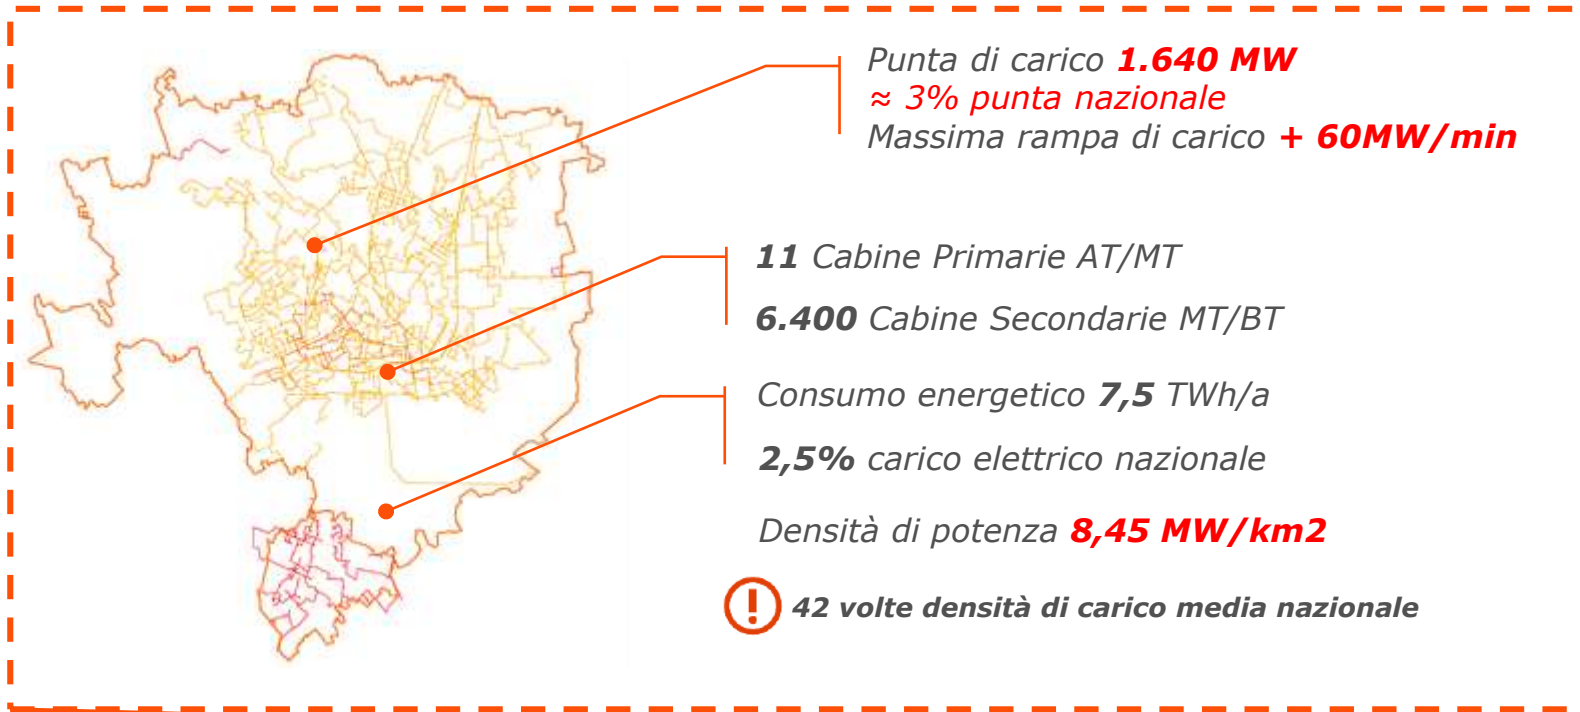 Punta di carico 1.640 MW
≈ 3% punta nazionale
Massima rampa di carico + 60MW/min
11 Cabine Primarie AT/MT
6.400 Cabine Secondarie MT/BT
Consumo energetico 7,5 TWh/a
2,5% carico elettrico nazionale
Densità di potenza 8,45 MW/km2
! 42 volte densità di carico media nazionale